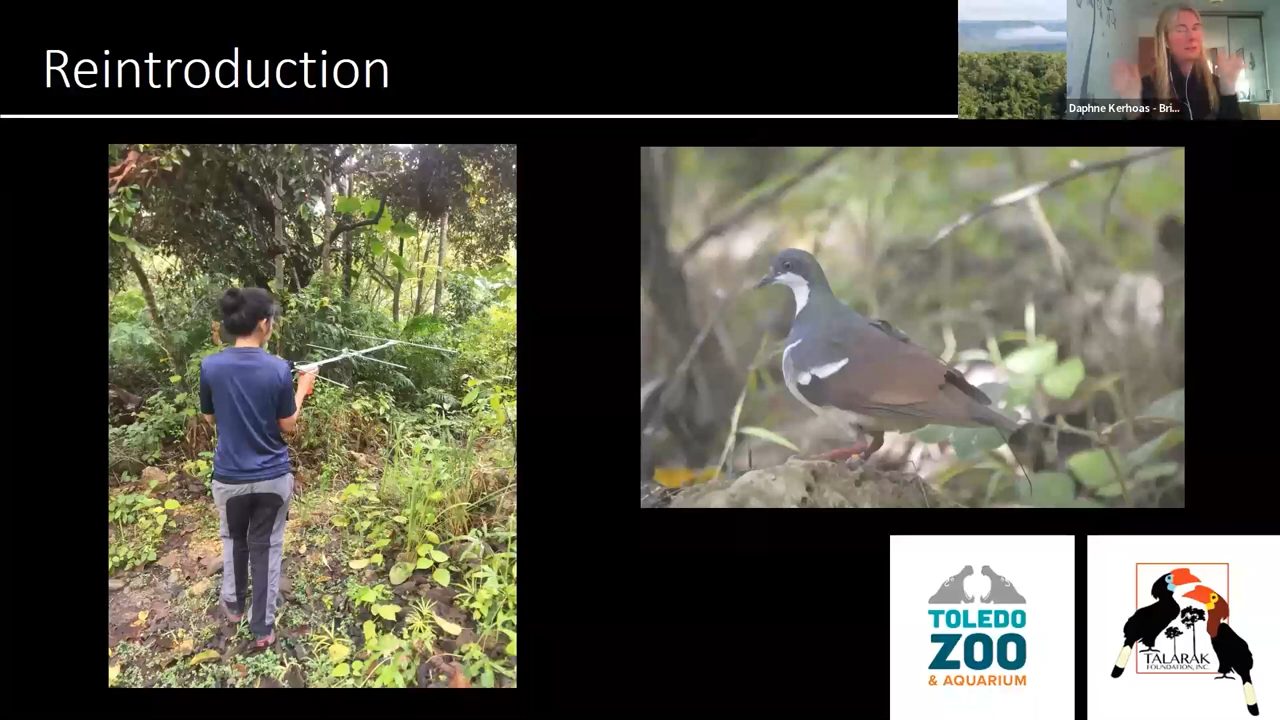 Reintroduction
Daphne Kerhoas - Bri...
TOLEDO
ZOO
& AQUARIUM
TALARAK
FOUNDATION, INC.